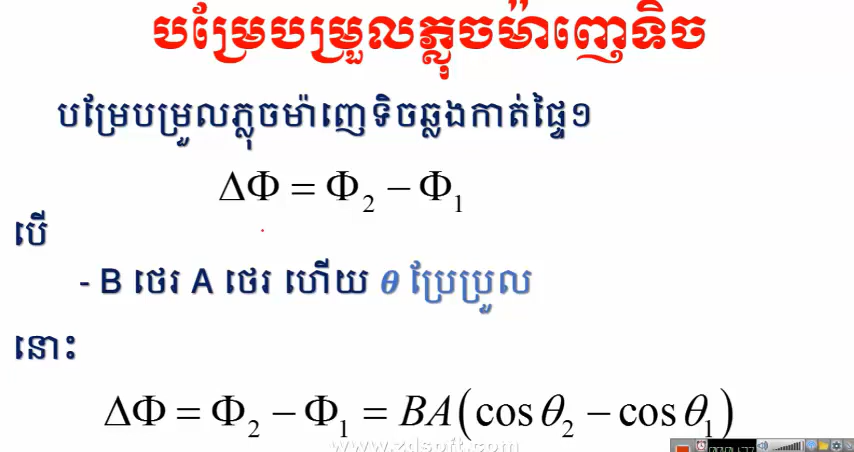 បម្រែបម្រួលភ្លុចម៉ាញេទិច
បម្រែបម្រួលភ្លុចម៉ាញេទិចឆ្លងកាត់ផ្ទៃ១
ΔΦ = Φ₂ − Φ₁
បើ
- B ថេរ A ថេរ ហើយ θ ប្រែប្រួល
នោះ
ΔΦ = Φ₂ − Φ₁ = BA(cos θ₂ − cos θ₁)
www.zdsoft.com